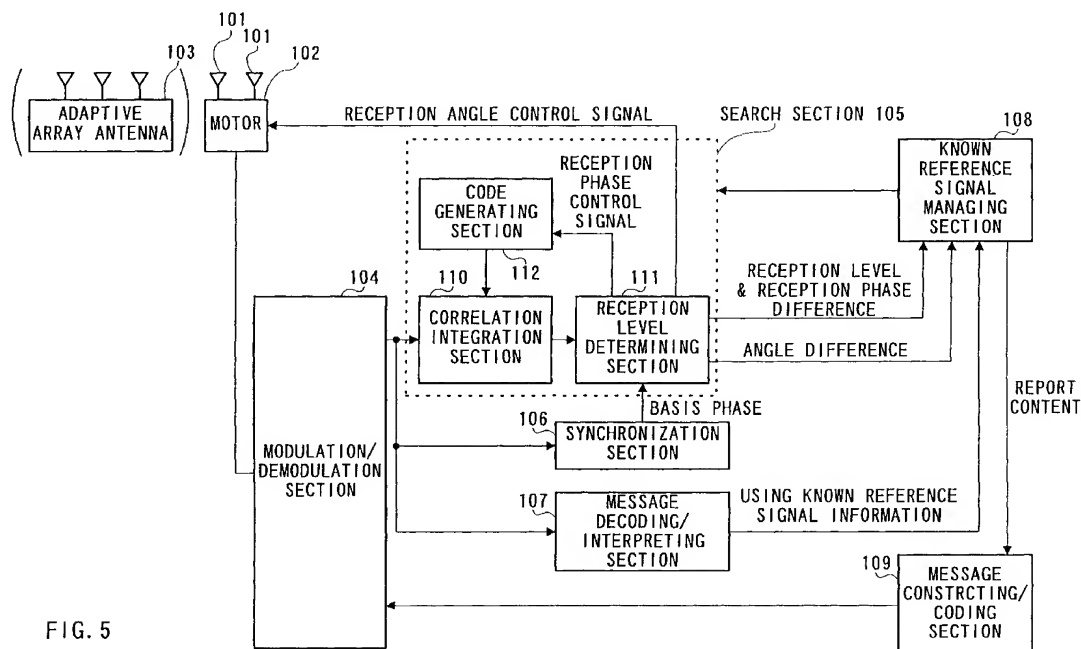 101
101
103
102
ADAPTIVE
ARRAY ANTENNA
MOTOR
RECEPTION ANGLE CONTROL SIGNAL
SEARCH SECTION 105
108
KNOWN
REFERENCE
SIGNAL
MANAGING
SECTION
CODE
GENERATING
SECTION
RECEPTION
PHASE
CONTROL
SIGNAL
112
104
110
CORRELATION
INTEGRATION
SECTION
111
RECEPTION
LEVEL
DETERMINING
SECTION
RECEPTION LEVEL
& RECEPTION PHASE
DIFFERENCE
ANGLE DIFFERENCE
REPORT
CONTENT
BASIS PHASE
106
SYNCHRONIZATION
SECTION
MODULATION/
DEMODULATION
SECTION
107
MESSAGE
DECODING/
INTERPRETING
SECTION
USING KNOWN REFERENCE
SIGNAL INFORMATION
109
MESSAGE
CONSTRCTING/
CODING
SECTION
FIG. 5